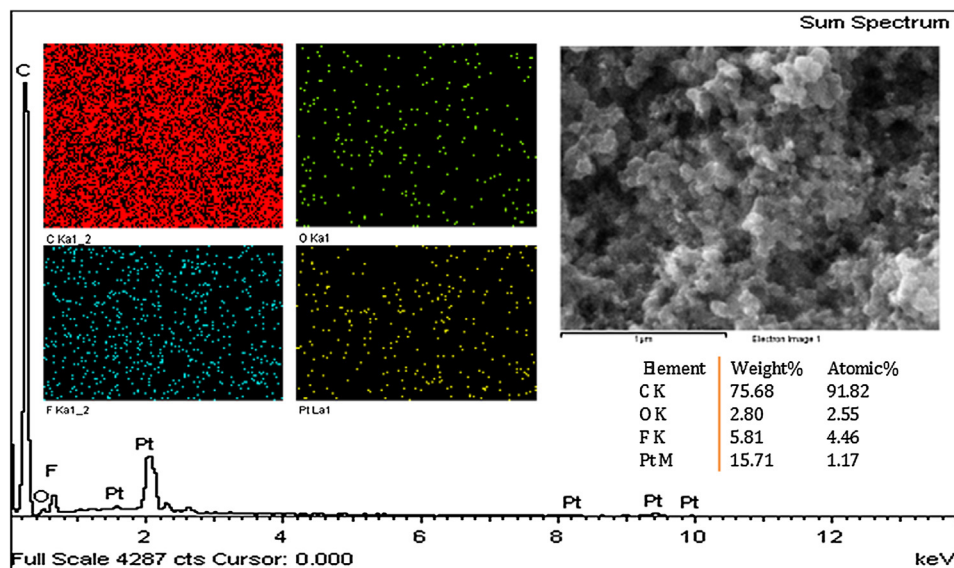 Sum Spectrum
C
C Ka1_2
O Ka1
F Ka1_2
Pt La1
1µm
Electron Image 1
Element Weight% Atomic%
C K 75.68 91.82
O K 2.80 2.55
F K 5.81 4.46
Pt M 15.71 1.17
O
F
Pt
Pt
Pt
Pt
Pt
2 4 6 8 10 12
Full Scale 4287 cts Cursor: 0.000 keV